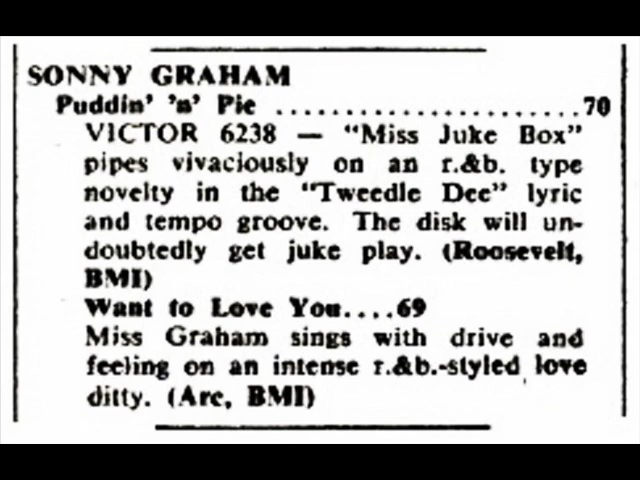 SONNY GRAHAM
Puddin' 'n' Pie ......................70
VICTOR 6238 — "Miss Juke Box"
pipes vivaciously on an r.&b. type
novelty in the "Tweedle Dee" lyric
and tempo groove. The disk will un-
doubtedly get juke play. (Roosevelt,
BMI)
Want to Love You....69
Miss Graham sings with drive and
feeling on an intense r.&b.-styled love
ditty. (Arc, BMI)